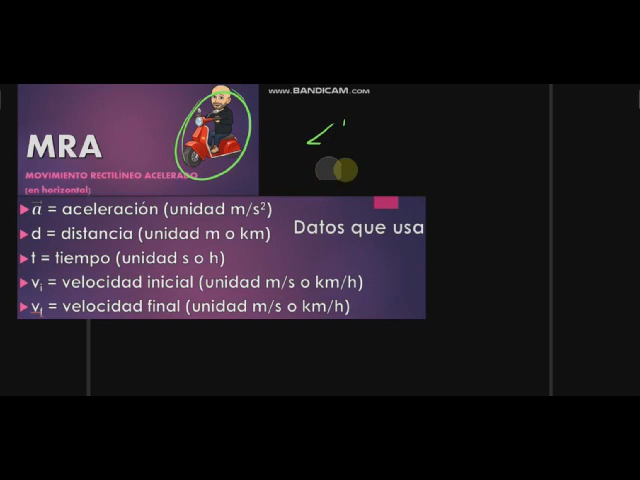 WWW.BANDICAM.COM
MRA
MOVIMIENTO RECTILÍNEO ACELERADO
(en horizontal)
a⃗ = aceleración (unidad m/s²)
Datos que usa
d = distancia (unidad m o km)
t = tiempo (unidad s o h)
vᵢ = velocidad inicial (unidad m/s o km/h)
v_f = velocidad final (unidad m/s o km/h)